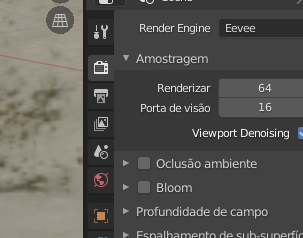 Render Engine Eevee
Amostragem
Renderizar 64
Porta de visão 16
Viewport Denoising
Oclusão ambiente
Bloom
Profundidade de campo